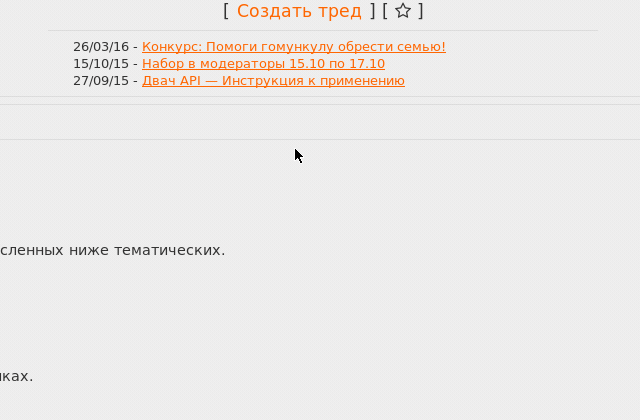 [ Создать тред ] [ ☆ ]
26/03/16 - Конкурс: Помоги гомункулу обрести семью!
15/10/15 - Набор в модераторы 15.10 по 17.10
27/09/15 - Двач API — Инструкция к применению
сленных ниже тематических.
ках.